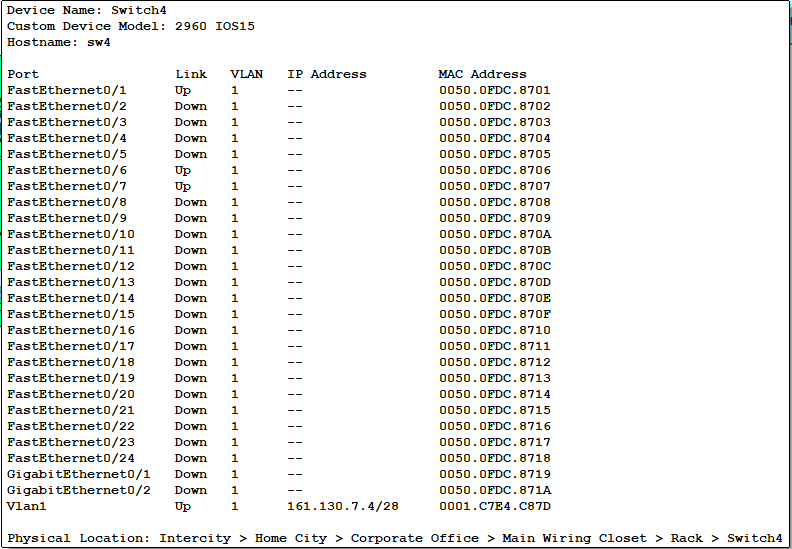 Device Name: Switch4
Custom Device Model: 2960 IOS15
Hostname: sw4
Port Link VLAN IP Address MAC Address
FastEthernet0/1 Up 1 -- 0050.0FDC.8701
FastEthernet0/2 Down 1 -- 0050.0FDC.8702
FastEthernet0/3 Down 1 -- 0050.0FDC.8703
FastEthernet0/4 Down 1 -- 0050.0FDC.8704
FastEthernet0/5 Down 1 -- 0050.0FDC.8705
FastEthernet0/6 Up 1 -- 0050.0FDC.8706
FastEthernet0/7 Up 1 -- 0050.0FDC.8707
FastEthernet0/8 Down 1 -- 0050.0FDC.8708
FastEthernet0/9 Down 1 -- 0050.0FDC.8709
FastEthernet0/10 Down 1 -- 0050.0FDC.870A
FastEthernet0/11 Down 1 -- 0050.0FDC.870B
FastEthernet0/12 Down 1 -- 0050.0FDC.870C
FastEthernet0/13 Down 1 -- 0050.0FDC.870D
FastEthernet0/14 Down 1 -- 0050.0FDC.870E
FastEthernet0/15 Down 1 -- 0050.0FDC.870F
FastEthernet0/16 Down 1 -- 0050.0FDC.8710
FastEthernet0/17 Down 1 -- 0050.0FDC.8711
FastEthernet0/18 Down 1 -- 0050.0FDC.8712
FastEthernet0/19 Down 1 -- 0050.0FDC.8713
FastEthernet0/20 Down 1 -- 0050.0FDC.8714
FastEthernet0/21 Down 1 -- 0050.0FDC.8715
FastEthernet0/22 Down 1 -- 0050.0FDC.8716
FastEthernet0/23 Down 1 -- 0050.0FDC.8717
FastEthernet0/24 Down 1 -- 0050.0FDC.8718
GigabitEthernet0/1 Down 1 -- 0050.0FDC.8719
GigabitEthernet0/2 Down 1 -- 0050.0FDC.871A
Vlan1 Up 1 161.130.7.4/28 0001.C7E4.C87D
Physical Location: Intercity > Home City > Corporate Office > Main Wiring Closet > Rack > Switch4